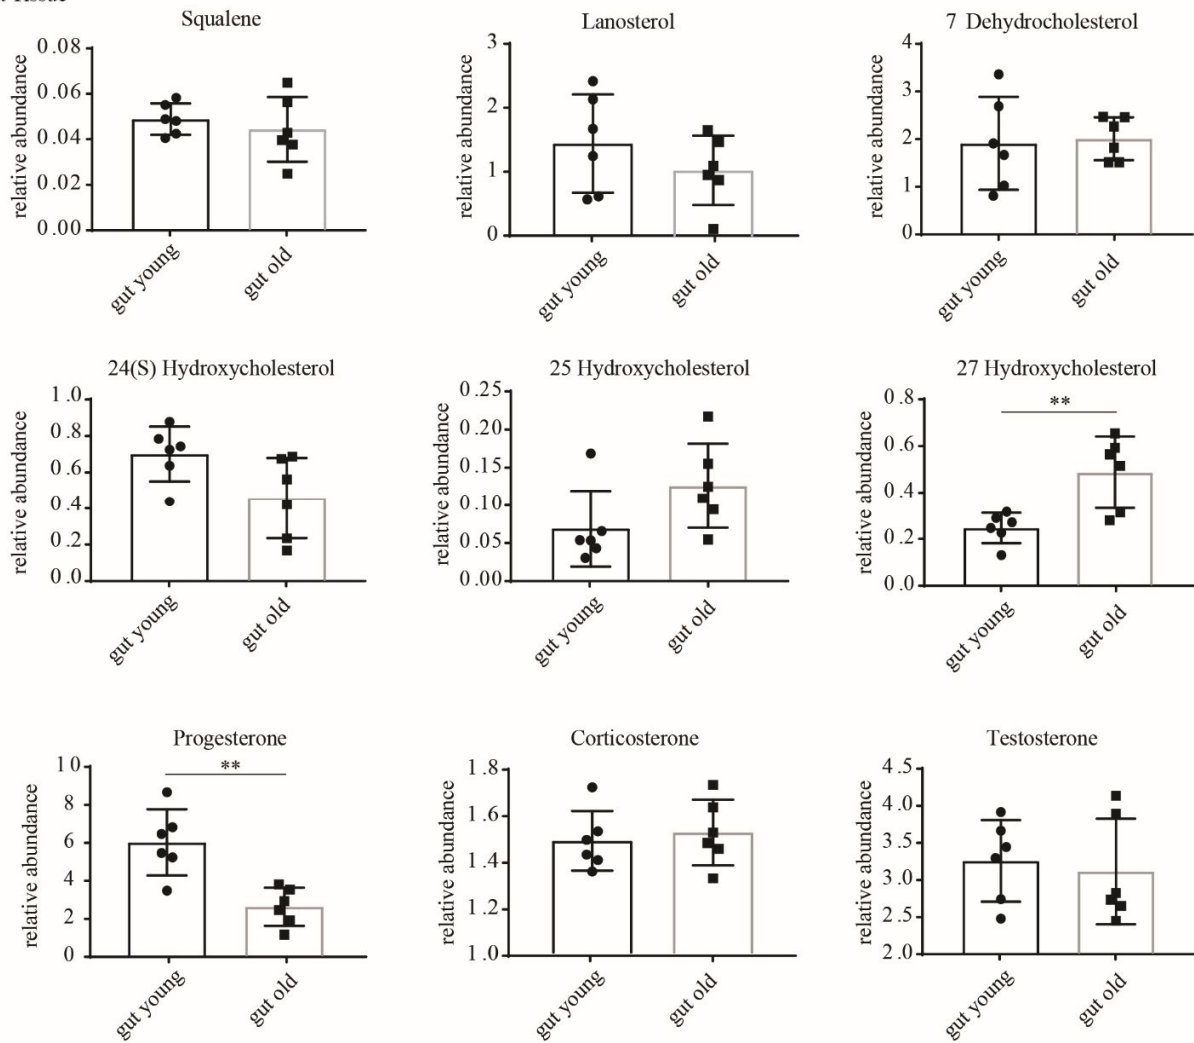 Tissue
Squalene
relative abundance
0.08
0.06
0.04
0.02
0.00
gut young
gut old
Lanosterol
relative abundance
3
2
1
0
gut young
gut old
7 Dehydrocholesterol
relative abundance
4
3
2
1
0
gut young
gut old
24(S) Hydroxycholesterol
relative abundance
1.0
0.8
0.6
0.4
0.2
0.0
gut young
gut old
25 Hydroxycholesterol
relative abundance
0.25
0.20
0.15
0.10
0.05
0.00
gut young
gut old
27 Hydroxycholesterol
**
relative abundance
0.8
0.6
0.4
0.2
0.0
gut young
gut old
Progesterone
**
relative abundance
10
8
6
4
2
0
gut young
gut old
Corticosterone
relative abundance
1.8
1.6
1.4
1.2
1.0
gut young
gut old
Testosterone
relative abundance
4.5
4.0
3.5
3.0
2.5
2.0
gut young
gut old